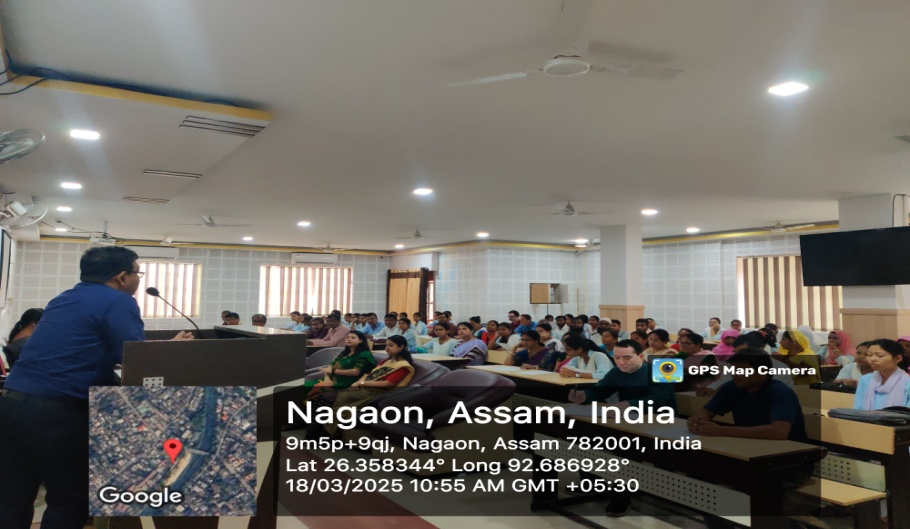 GPS Map Camera
Nagaon, Assam, India
9m5p+9qj, Nagaon, Assam 782001, India
Lat 26.358344° Long 92.686928°
18/03/2025 10:55 AM GMT +05:30
Google